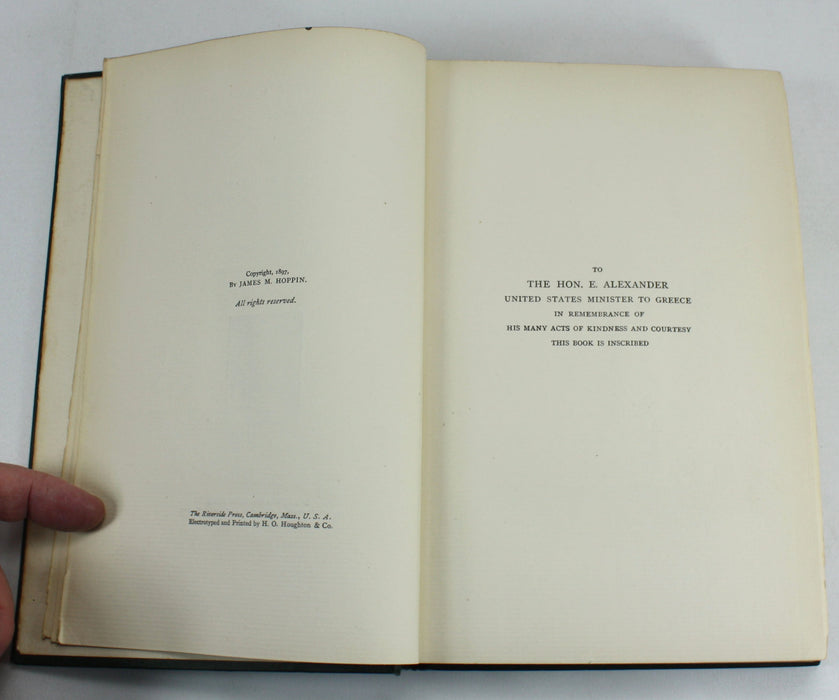 Copyright, 1897,
By JAMES M. HOPPIN.
All rights reserved.
The Riverside Press, Cambridge, Mass., U. S. A.
Electrotyped and Printed by H. O. Houghton & Co.
TO
THE HON. E. ALEXANDER
UNITED STATES MINISTER TO GREECE
IN REMEMBRANCE OF
HIS MANY ACTS OF KINDNESS AND COURTESY
THIS BOOK IS INSCRIBED